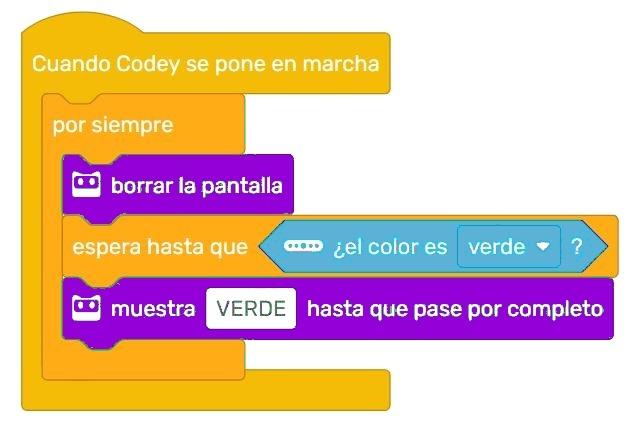 Cuando Codey se pone en marcha
por siempre
borrar la pantalla
espera hasta que ¿el color es verde ?
muestra VERDE hasta que pase por completo